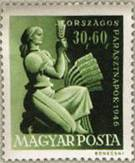 ORSZÁGOS
PARASZTNAPOK 1946
30+60
MAGYAR POSTA